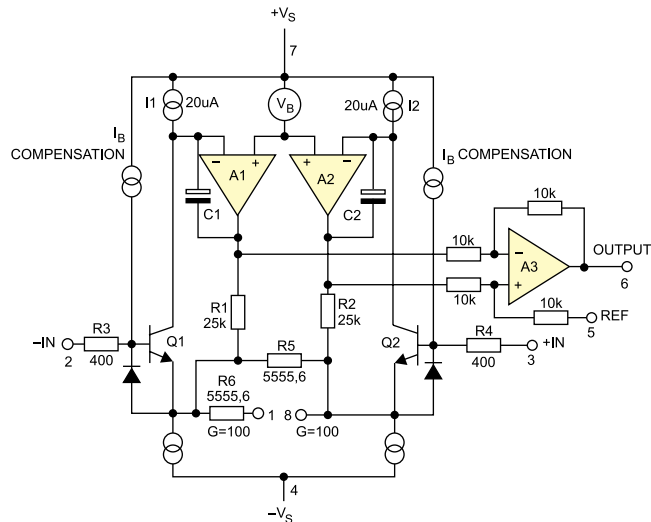 +VS
7
I1
20uA
VB
20uA
I2
IB
COMPENSATION
IB COMPENSATION
−
+
+
−
A1
A2
C1
C2
10k
10k
−
A3
+
OUTPUT
6
10k
10k
REF
5
R1
25k
R2
25k
−IN
2
R3
400
Q1
R5
5555,6
Q2
R4
400
+IN
3
R6
5555,6
1
8
G=100
G=100
4
−VS